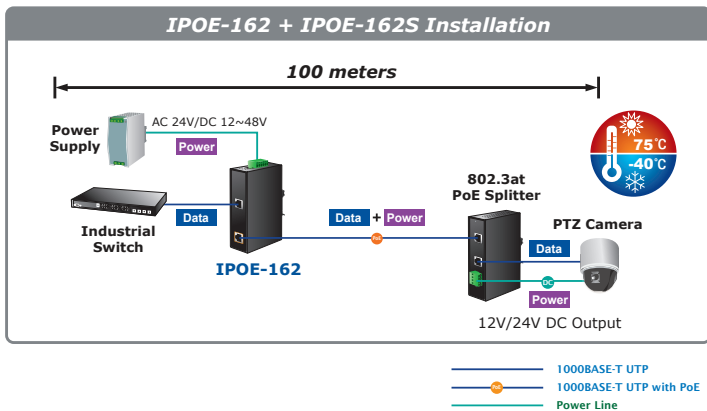 IPOE-162 + IPOE-162S Installation
100 meters
AC 24V/DC 12~48V
Power
Supply
Power
75°C
-40°C
802.3at
PoE Splitter
Data
Data + Power
PTZ Camera
Industrial
Switch
PoE
Data
IPOE-162
DC
Power
12V/24V DC Output
1000BASE-T UTP
PoE
1000BASE-T UTP with PoE
Power Line